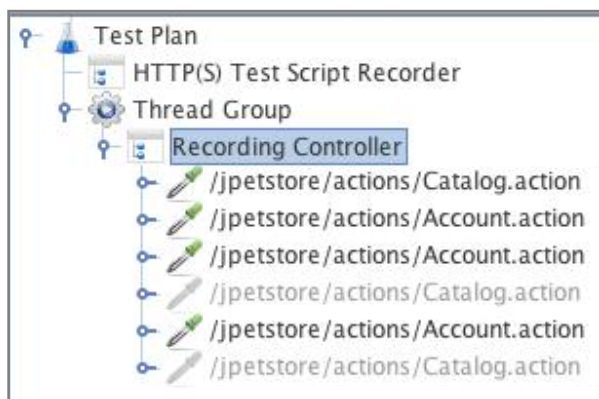 Test Plan
HTTP(S) Test Script Recorder
Thread Group
Recording Controller
/jpetstore/actions/Catalog.action
/jpetstore/actions/Account.action
/jpetstore/actions/Account.action
/jpetstore/actions/Catalog.action
/jpetstore/actions/Account.action
/jpetstore/actions/Catalog.action